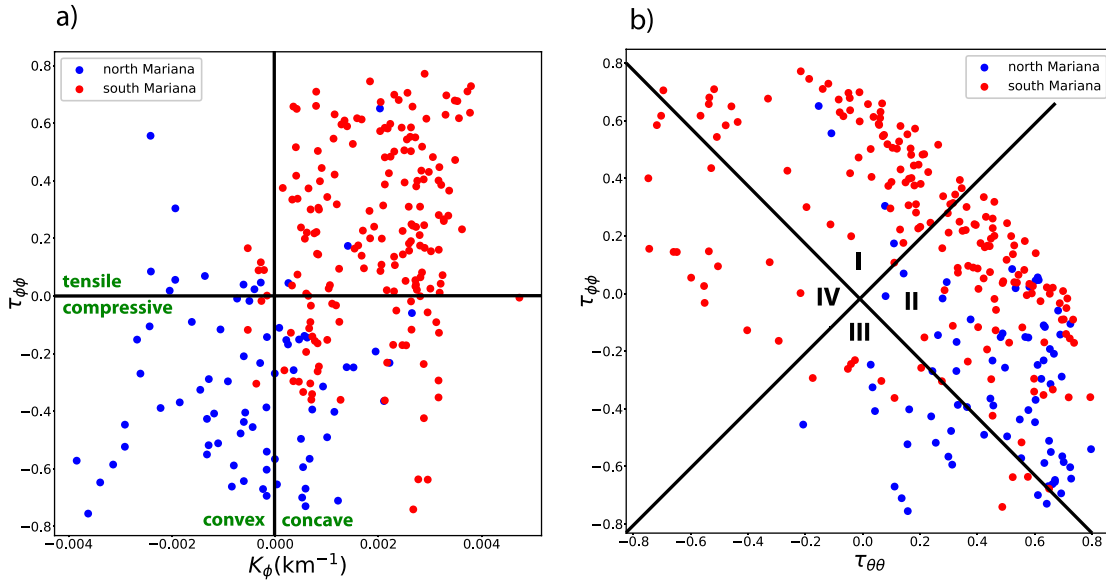 a)
0.8
0.6
0.4
0.2
0.0
−0.2
−0.4
−0.6
−0.8
τϕϕ
north Mariana
south Mariana
tensile
compressive
convex
concave
−0.004
−0.002
0.000
0.002
0.004
Kϕ(km⁻¹)
b)
0.8
0.6
0.4
0.2
0.0
−0.2
−0.4
−0.6
−0.8
τϕϕ
north Mariana
south Mariana
I
IV
II
III
−0.8
−0.6
−0.4
−0.2
0.0
0.2
0.4
0.6
0.8
τθθ